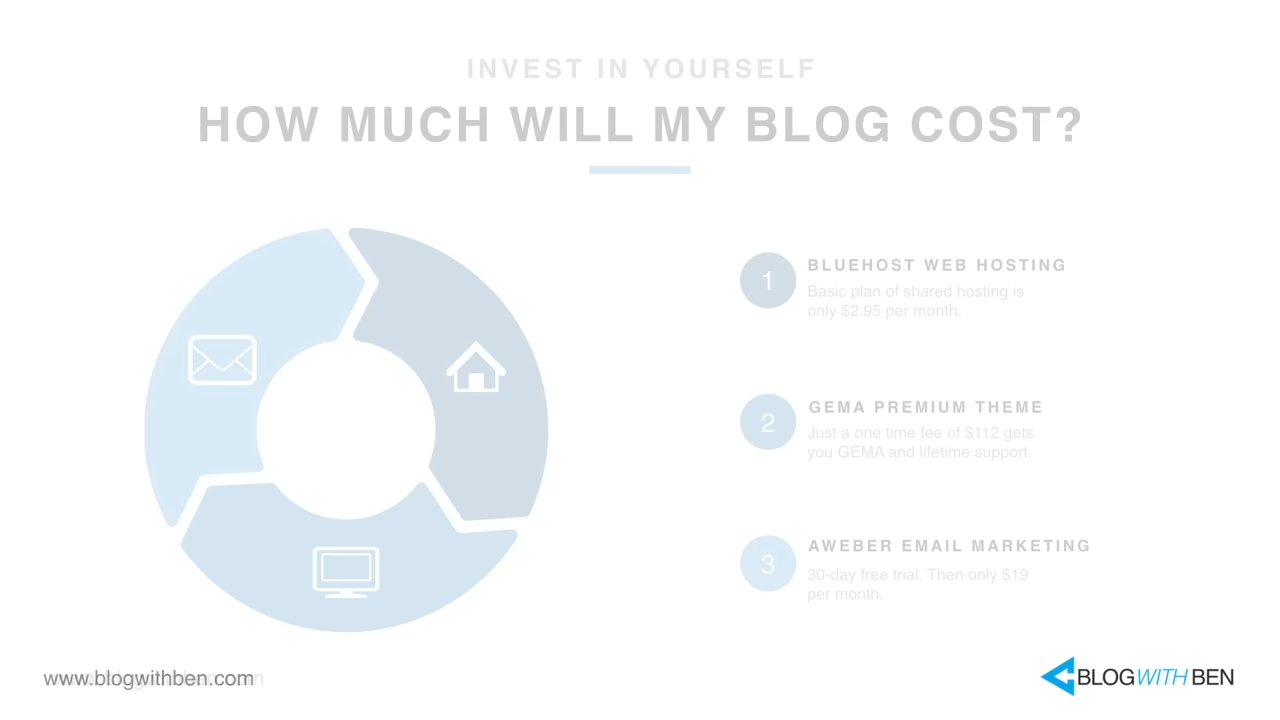 INVEST IN YOURSELF
HOW MUCH WILL MY BLOG COST?
1
BLUEHOST WEB HOSTING
Basic plan of shared hosting is
only $2.95 per month.
2
GEMA PREMIUM THEME
Just a one time fee of $112 gets
you GEMA and lifetime support.
3
AWEBER EMAIL MARKETING
30-day free trial. Then only $19
per month.
www.blogwithben.com
BLOGWITH BEN